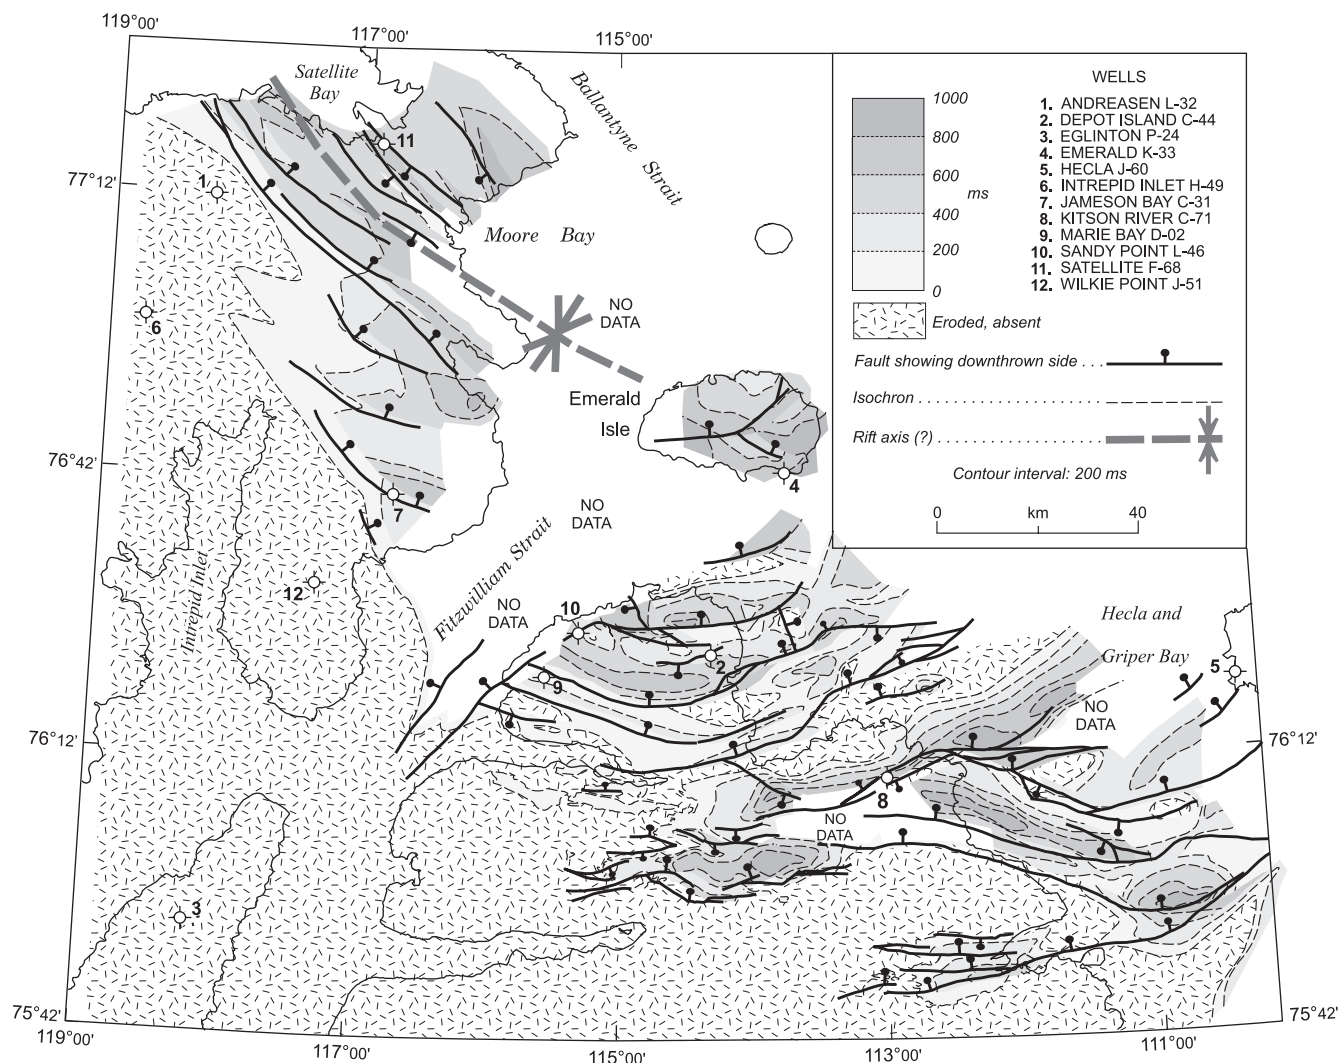 119°00'
117°00'
115°00'
Satellite
Bay
Ballantyne Strait
11
77°12'
1
Moore Bay
NO
DATA
6
Emerald
Isle
76°42'
4
7
NO
DATA
Fitzwilliam Strait
12
Intrepid Inlet
NO
DATA
10
2
9
Hecla and
Griper Bay
5
NO
DATA
76°12'
76°12'
8
NO
DATA
3
75°42'
75°42'
119°00'
117°00'
115°00'
113°00'
111°00'
1000
800
600
400
200
0
ms
Eroded, absent
WELLS
1. ANDREASEN L-32
2. DEPOT ISLAND C-44
3. EGLINTON P-24
4. EMERALD K-33
5. HECLA J-60
6. INTREPID INLET H-49
7. JAMESON BAY C-31
8. KITSON RIVER C-71
9. MARIE BAY D-02
10. SANDY POINT L-46
11. SATELLITE F-68
12. WILKIE POINT J-51
Fault showing downthrown side . . .
Isochron . . . . . . . . . . . . . . . . . . . . . .
Rift axis (?) . . . . . . . . . . . . . . . . . . . .
Contour interval: 200 ms
0 km 40